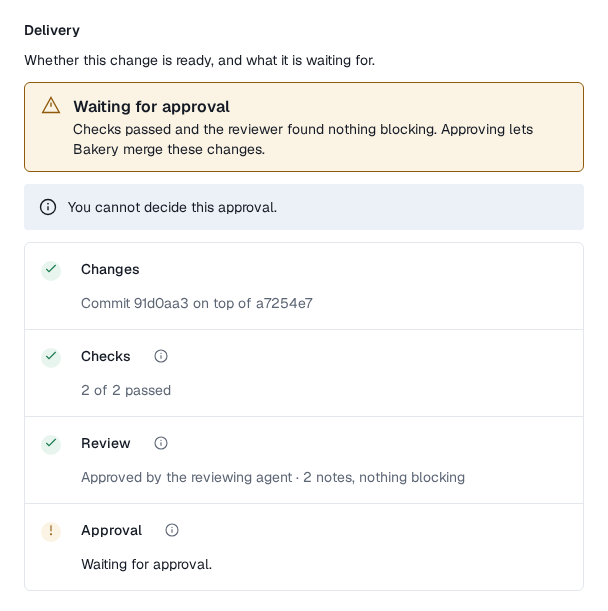 Delivery
Whether this change is ready, and what it is waiting for.
Waiting for approval
Checks passed and the reviewer found nothing blocking. Approving lets
Bakery merge these changes.
You cannot decide this approval.
Changes
Commit 91d0aa3 on top of a7254e7
Checks
2 of 2 passed
Review
Approved by the reviewing agent · 2 notes, nothing blocking
Approval
Waiting for approval.